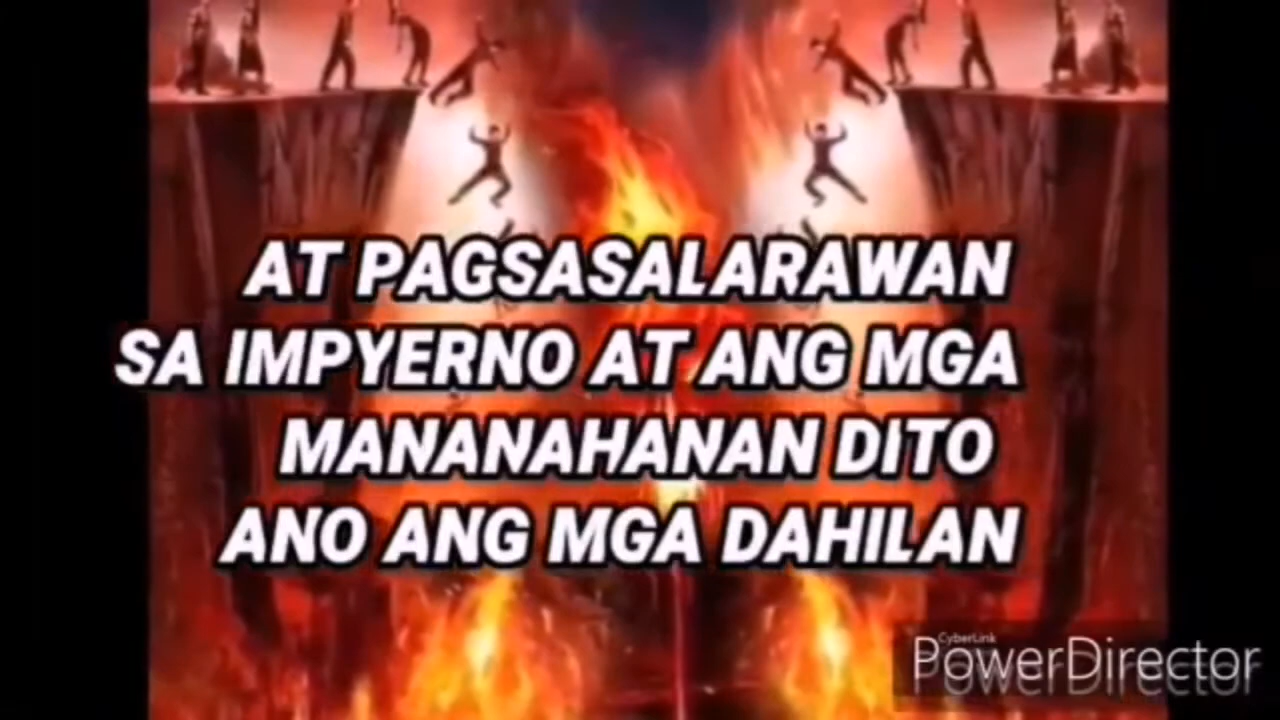 AT PAGSASALARAWAN
SA IMPYERNO AT ANG MGA
MANANAHANAN DITO
ANO ANG MGA DAHILAN
CyberLink
PowerDirector